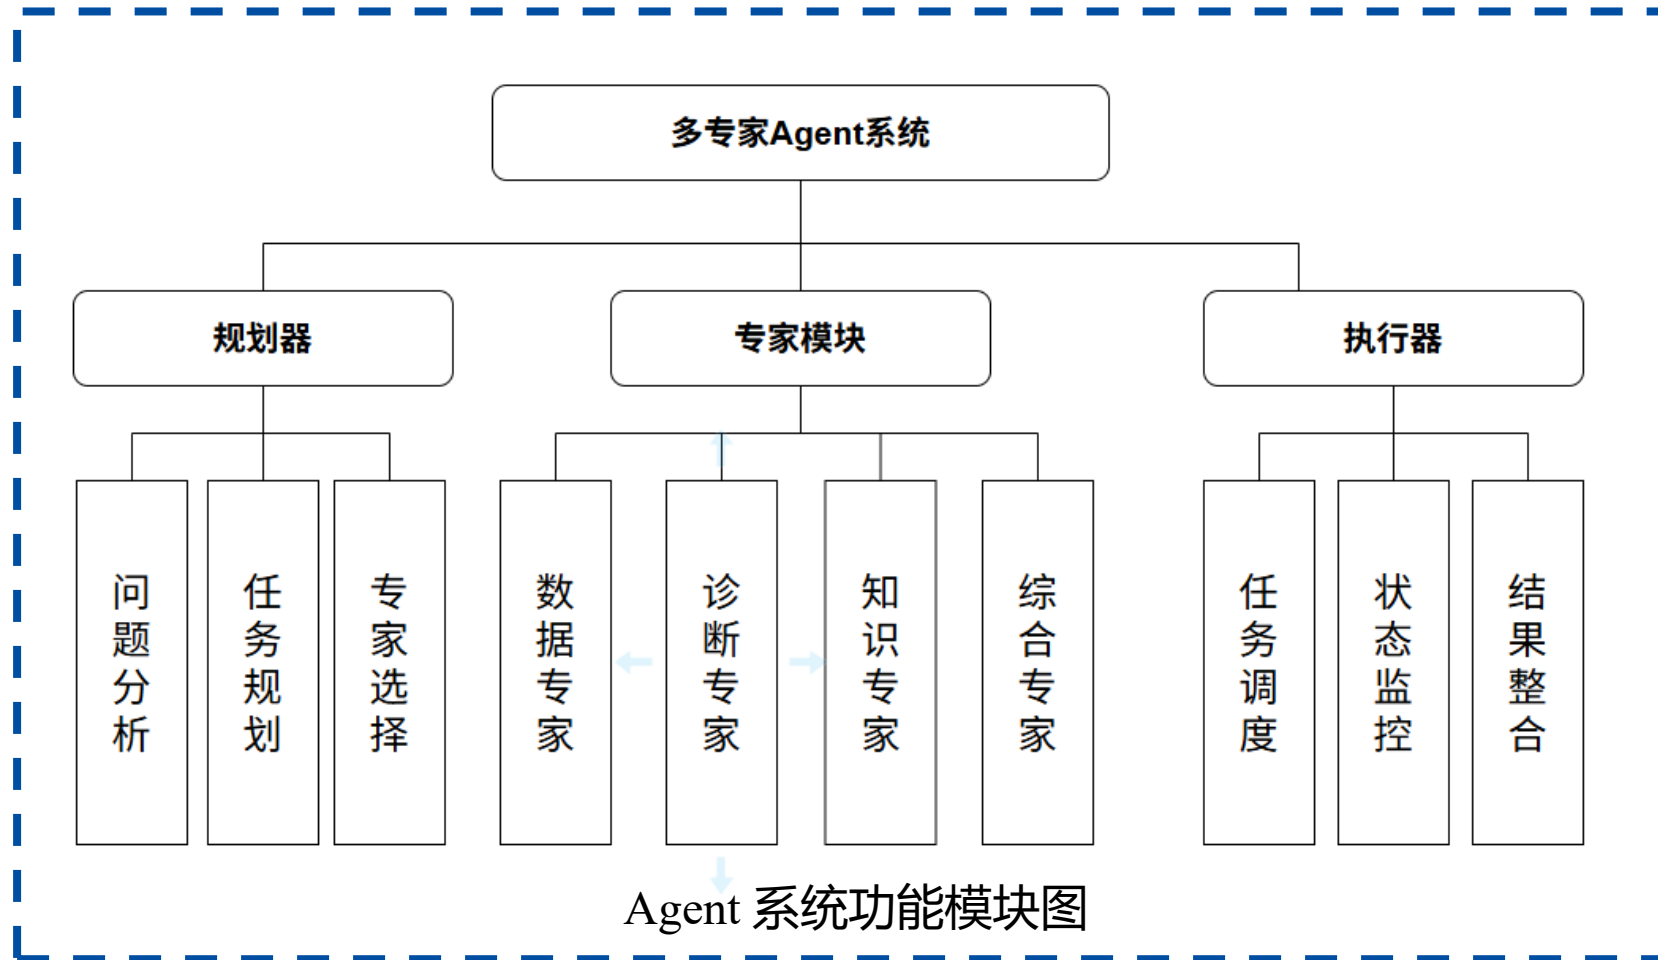 多专家Agent系统
规划器
专家模块
执行器
问题分析
任务规划
专家选择
数据专家
诊断专家
知识专家
综合专家
任务调度
状态监控
结果整合
Agent 系统功能模块图